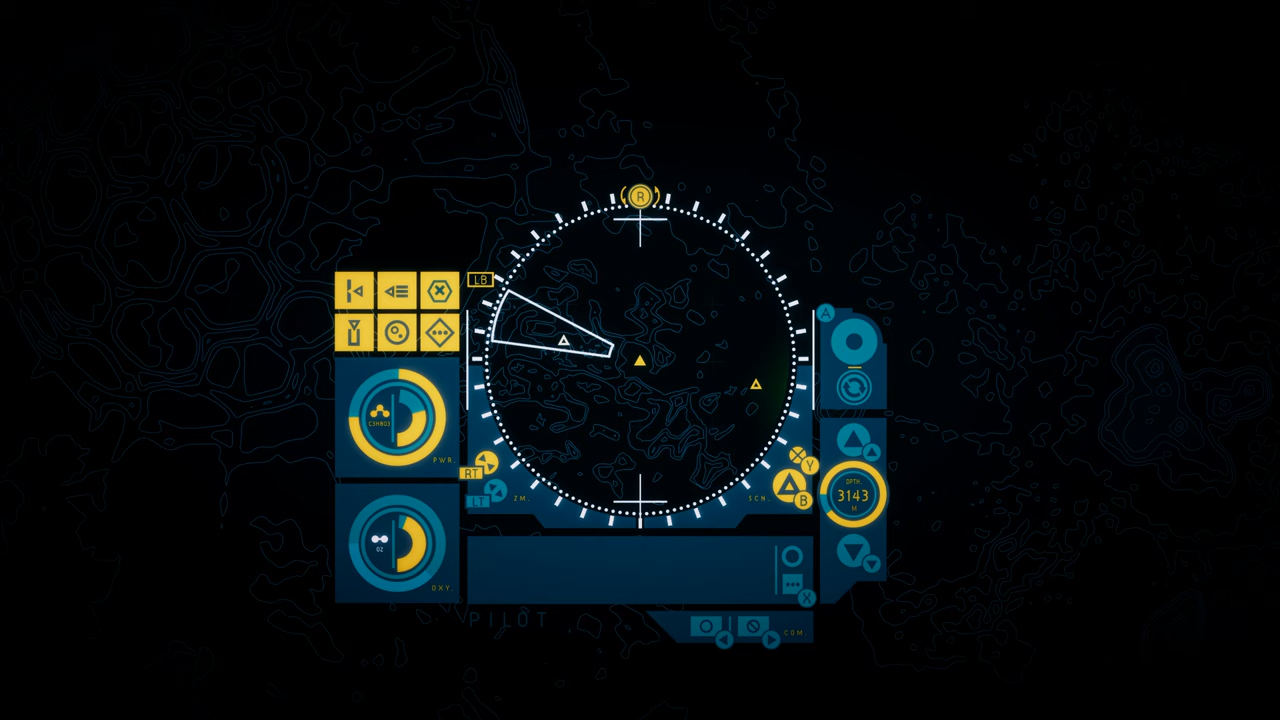 R
LB
A
C3H8O3
PWR.
RT
LT
ZM.
SCN.
Y
B
DPTH.
3143
M
O2
OXY.
X
PILOT
COM.